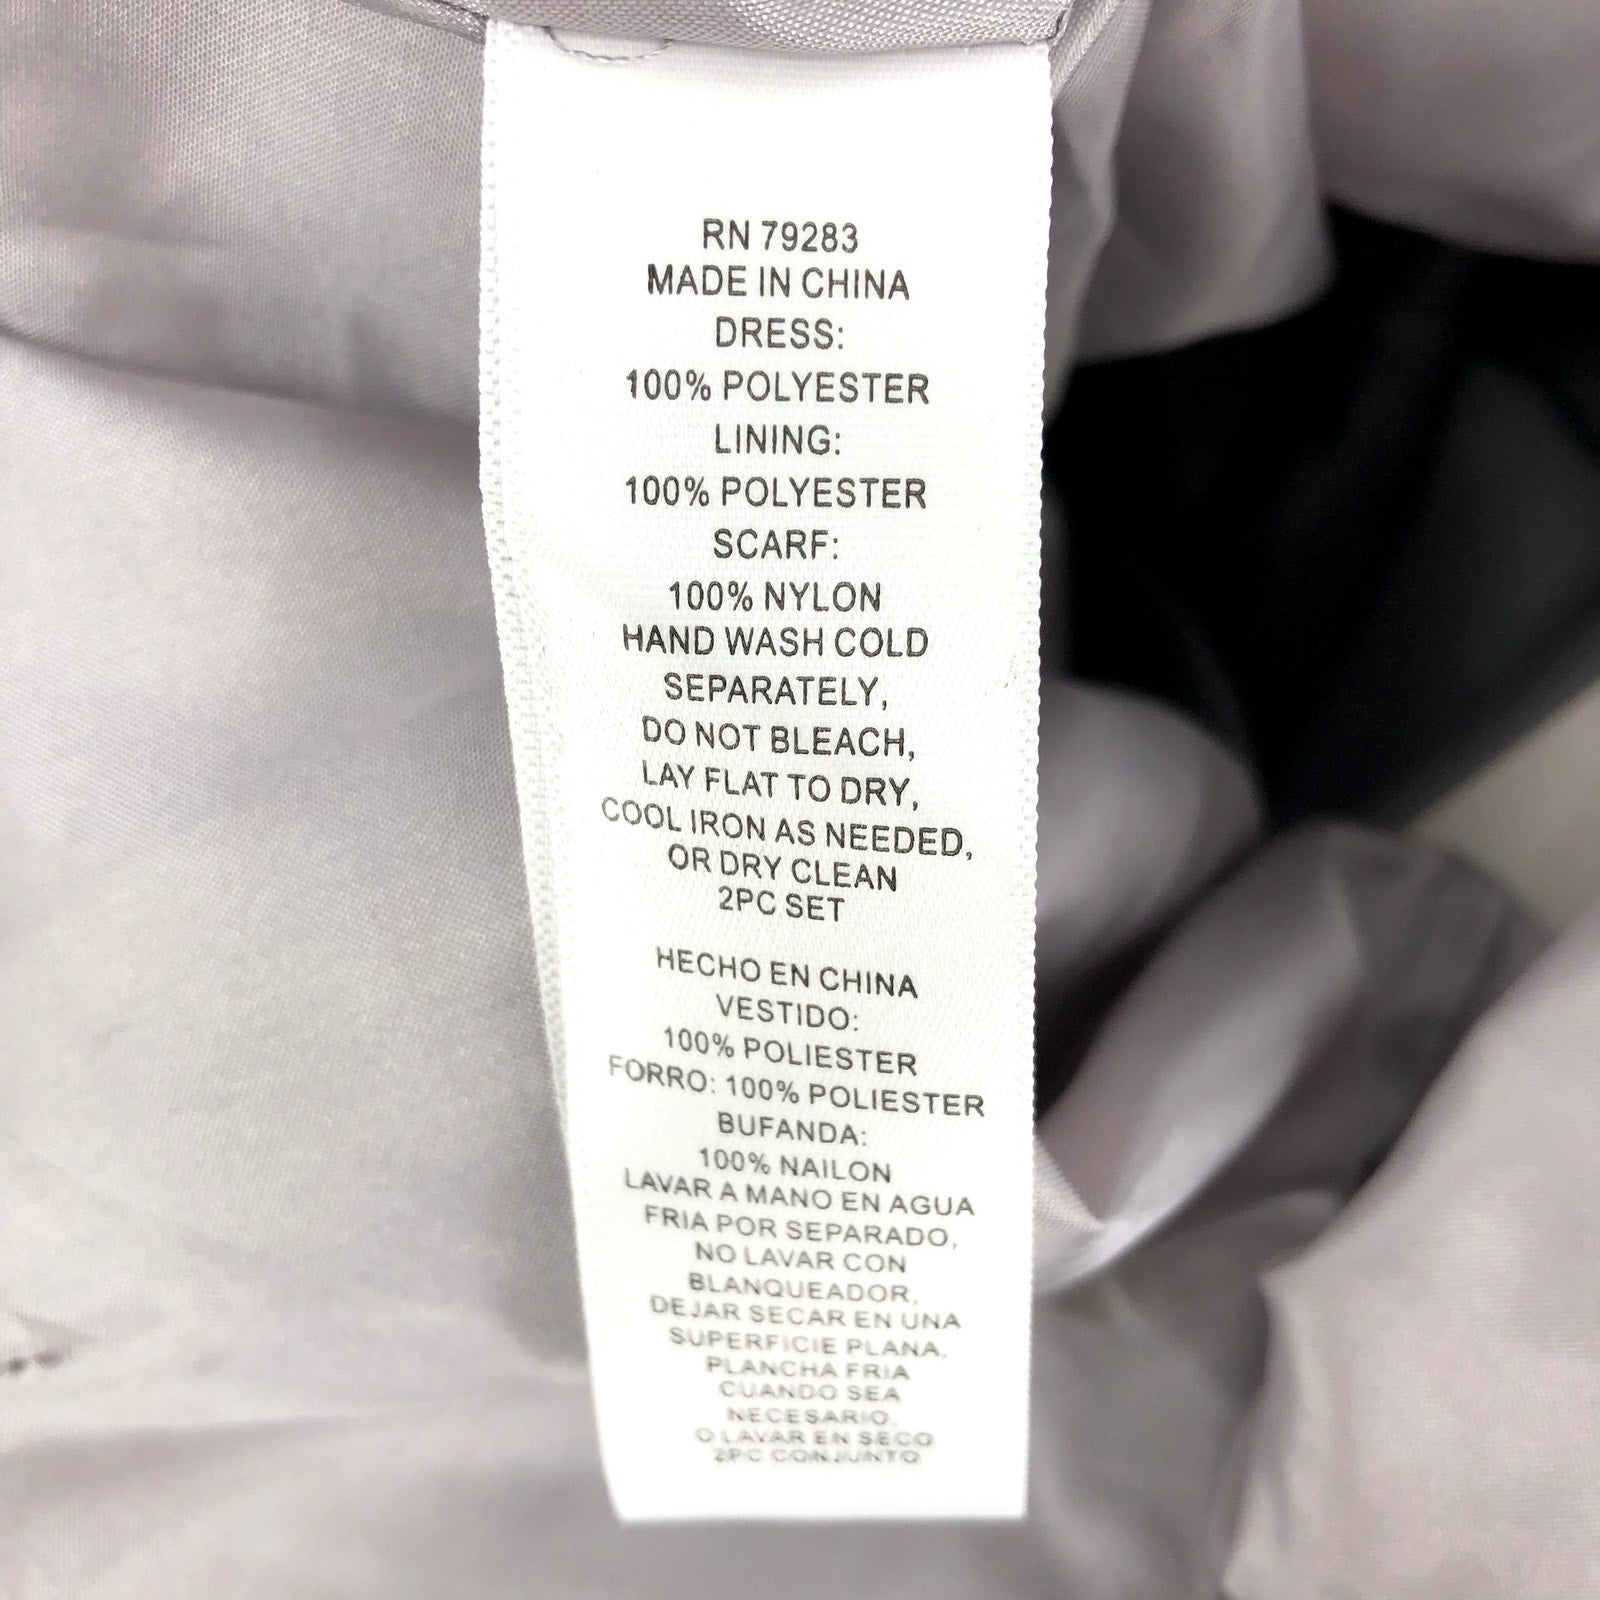 RN 79283
MADE IN CHINA
DRESS:
100% POLYESTER
LINING:
100% POLYESTER
SCARF:
100% NYLON
HAND WASH COLD
SEPARATELY,
DO NOT BLEACH,
LAY FLAT TO DRY,
COOL IRON AS NEEDED,
OR DRY CLEAN
2PC SET
HECHO EN CHINA
VESTIDO:
100% POLIESTER
FORRO: 100% POLIESTER
BUFANDA:
100% NAILON
LAVAR A MANO EN AGUA
FRIA POR SEPARADO,
NO LAVAR CON
BLANQUEADOR,
DEJAR SECAR EN UNA
SUPERFICIE PLANA.
PLANCHA FRIA
CUANDO SEA
NECESARIO.
O LAVAR EN SECO
2PC CONJUNTO